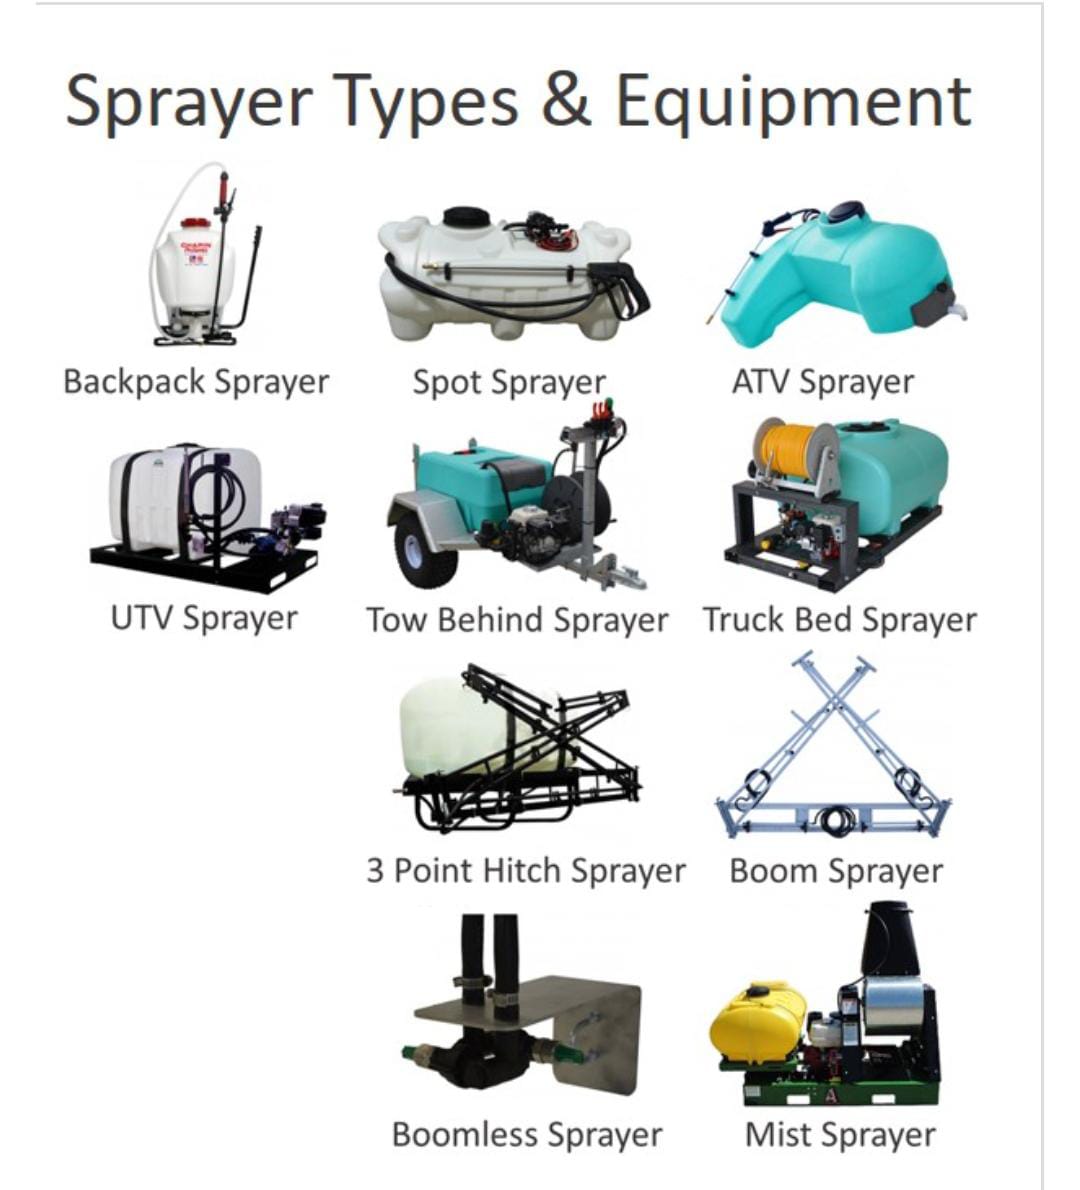 Sprayer Types & Equipment
Backpack Sprayer
Spot Sprayer
ATV Sprayer
UTV Sprayer
Tow Behind Sprayer
Truck Bed Sprayer
3 Point Hitch Sprayer
Boom Sprayer
Boomless Sprayer
Mist Sprayer